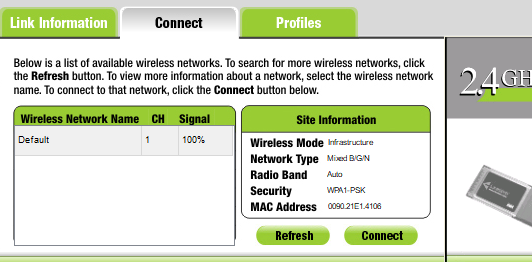 Link Information Connect Profiles
Below is a list of available wireless networks. To search for more wireless networks, click
the Refresh button. To view more information about a network, select the wireless network
name. To connect to that network, click the Connect button below.
2.4GH
Wireless Network Name CH Signal
Default 1 100%
Site Information
Wireless Mode Infrastructure
Network Type Mixed B/G/N
Radio Band Auto
Security WPA1-PSK
MAC Address 0090.21E1.4106
Refresh Connect